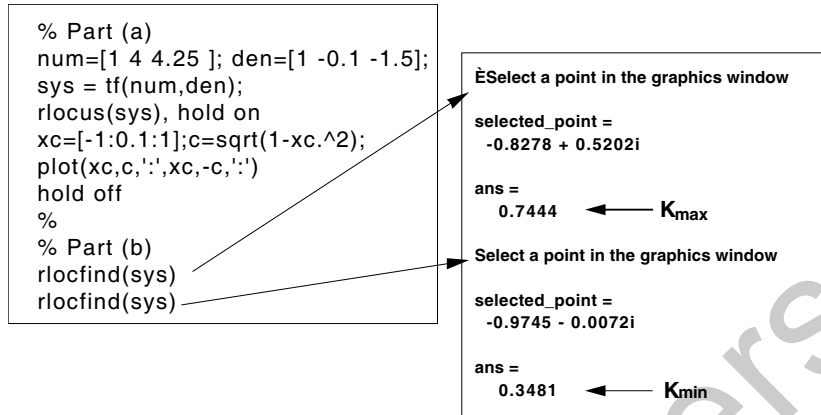 % Part (a)
num=[1 4 4.25 ]; den=[1 -0.1 -1.5];
sys = tf(num,den);
rlocus(sys), hold on
xc=[-1:0.1:1];c=sqrt(1-xc.^2);
plot(xc,c,':',xc,-c,':')
hold off
%
% Part (b)
rlocfind(sys)
rlocfind(sys)
ÈSelect a point in the graphics window
selected_point =
-0.8278 + 0.5202i
ans =
0.7444 Kmax
Select a point in the graphics window
selected_point =
-0.9745 - 0.0072i
ans =
0.3481 Kmin